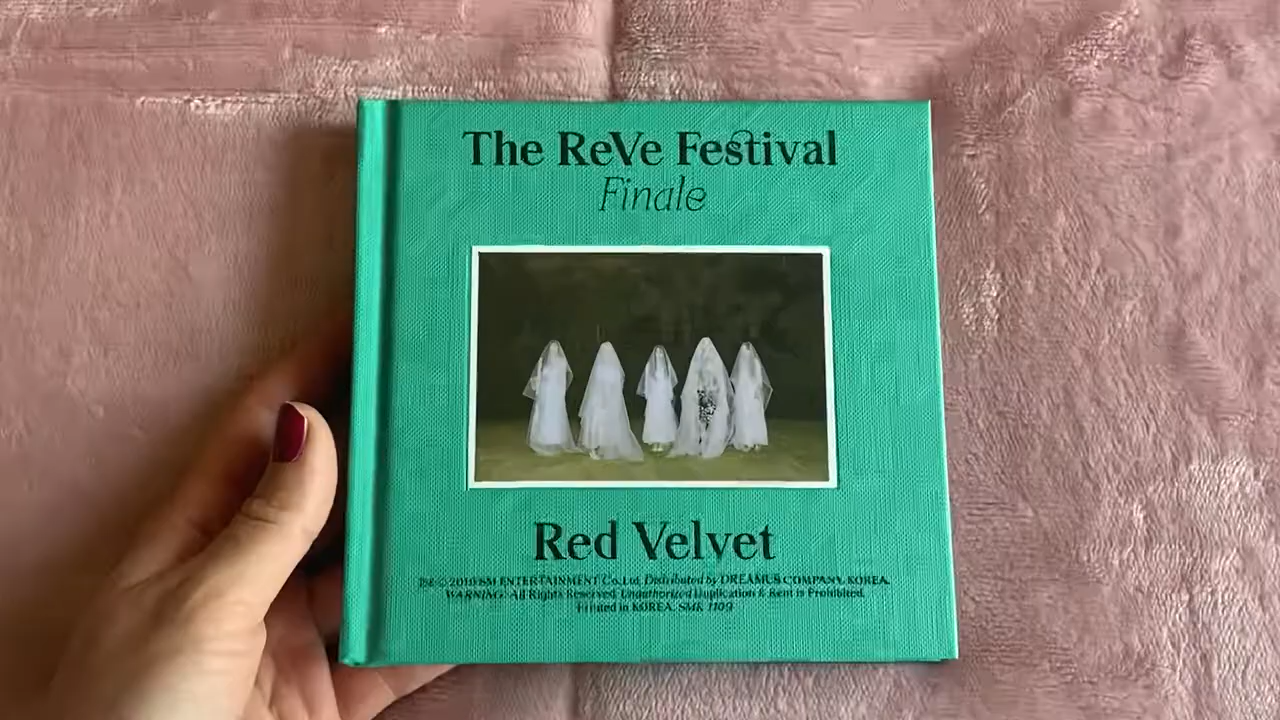 The ReVe Festival
Finale
Red Velvet
℗& © 2019 SM ENTERTAINMENT Co. Ltd. Distributed by DREAMUS COMPANY, KOREA.
WARNING: All Rights Reserved. Unauthorized Duplication & Rent is Prohibited.
Printed in KOREA. SMK 1109